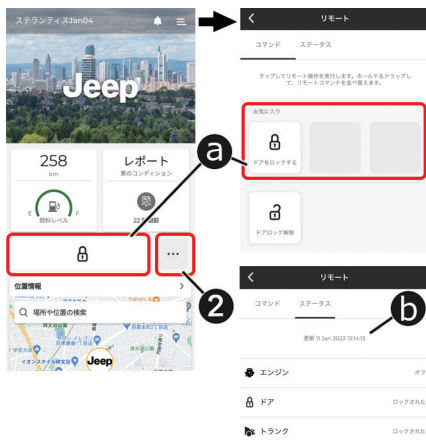 ステランティスJan04
Jeep
258
km
E
F
燃料レベル
レポート
車のコンディション
a
2
位置情報
場所や位置の検索
Jeep
リモート
コマンド ステータス
タップしてリモート操作を実行します。ホールド&ドラッグし
て、リモートコマンドを並べ替えます。
お気に入り
ドアをロックする
ドアロック解除
リモート
コマンド ステータス
b
更新 11 Jan 2023 13:14:13
エンジン オフ
ドア ロックされた
トランク ロックされた